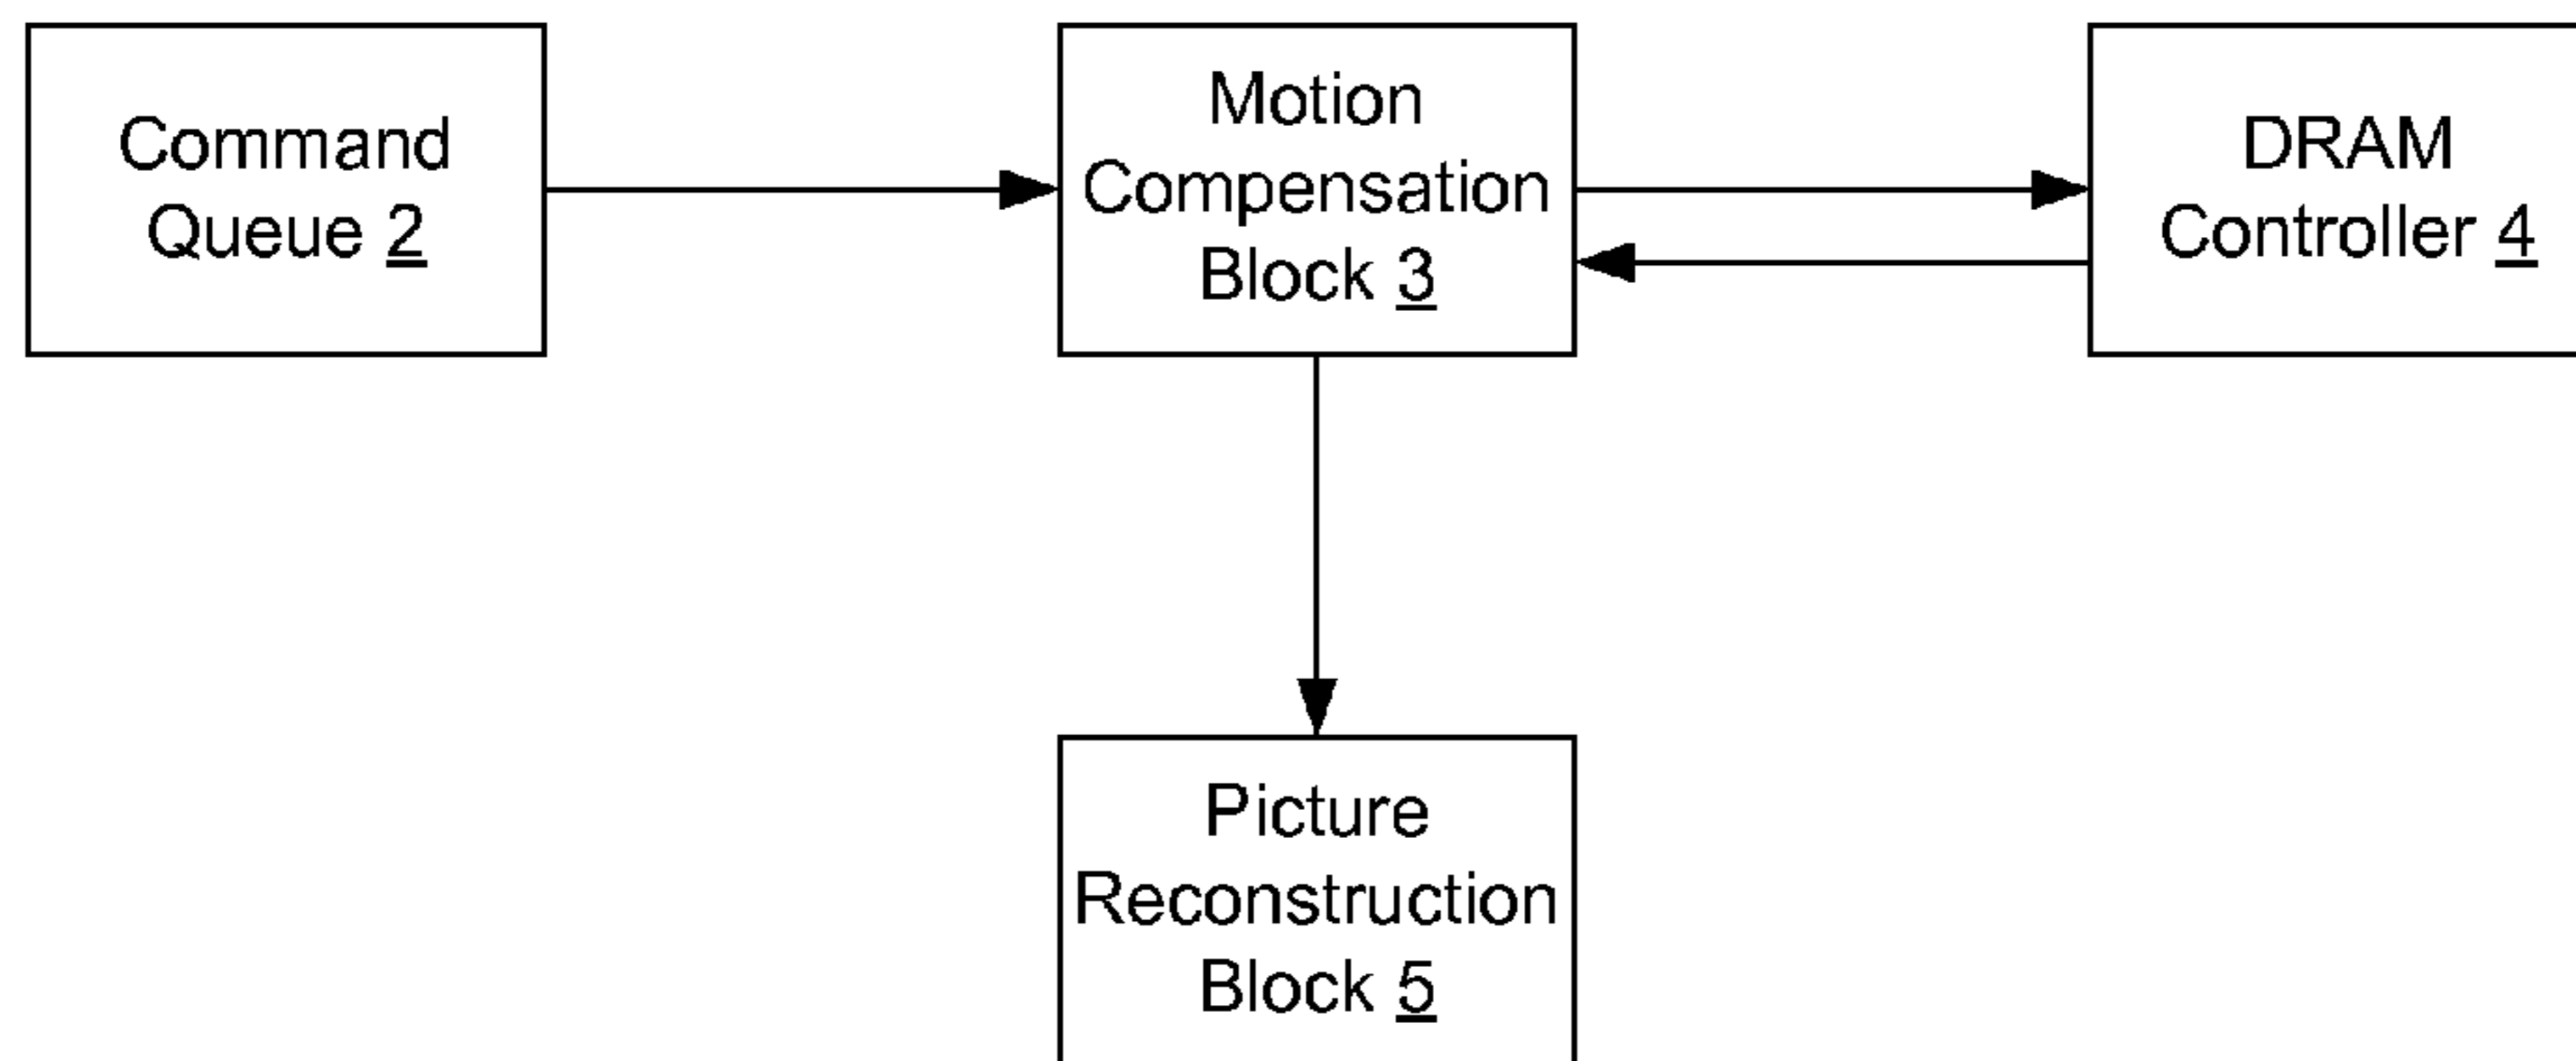 Command
Queue 2
Motion
Compensation
Block 3
DRAM
Controller 4
Picture
Reconstruction
Block 5